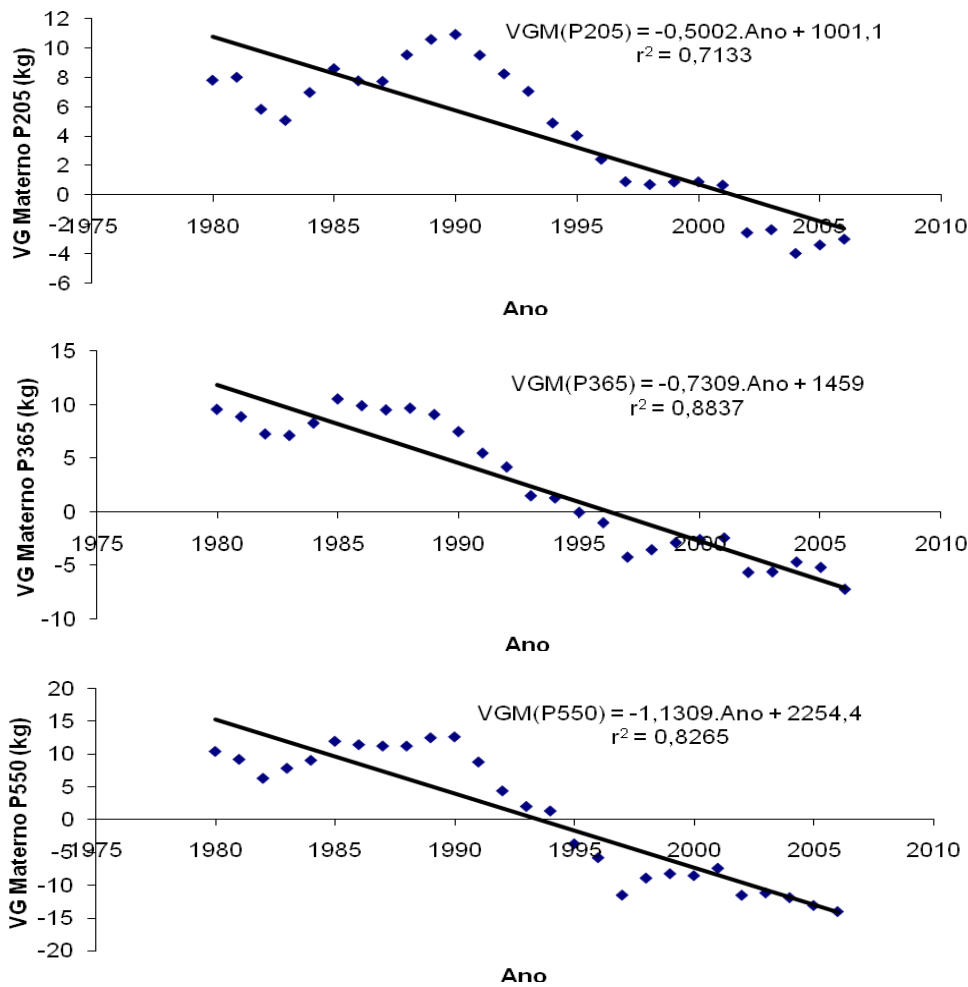 VG Materno P205 (kg)
12
10
8
6
4
2
0
-2
-4
-6
1975 1980 1985 1990 1995 2000 2005 2010
VGM(P205) = -0,5002.Ano + 1001,1
r² = 0,7133
Ano
VG Materno P365 (kg)
15
10
5
0
-5
-10
1975 1980 1985 1990 1995 2000 2005 2010
VGM(P365) = -0,7309.Ano + 1459
r² = 0,8837
Ano
VG Materno P550 (kg)
20
15
10
5
0
-5
-10
-15
-20
1975 1980 1985 1990 1995 2000 2005 2010
VGM(P550) = -1,1309.Ano + 2254,4
r² = 0,8265
Ano